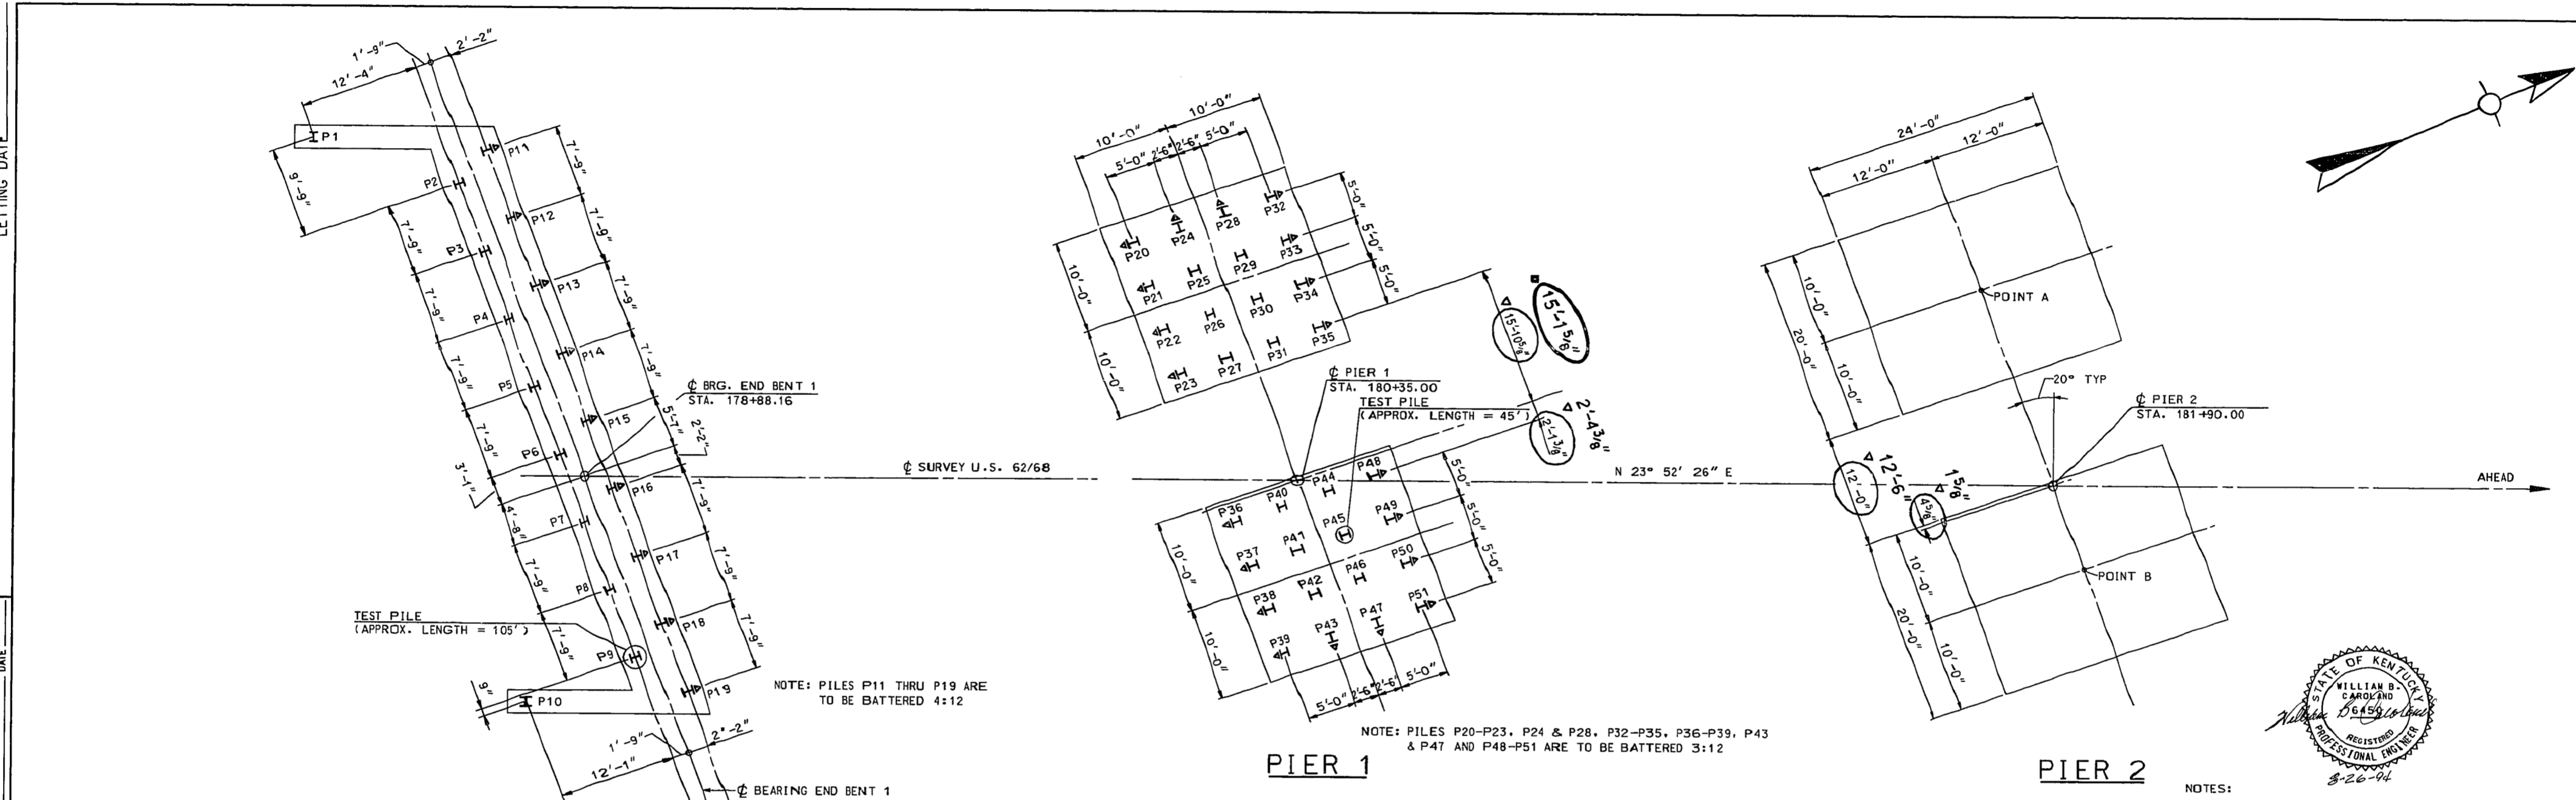 LETTING DATE
DATE
1'-9"
2'-2"
12'-4"
P1
9'-9"
P2
P3
P4
P5
P6
P7
P8
P9
P10
P11
P12
P13
P14
P15
P16
P17
P18
P19
7'-9"
7'-9"
7'-9"
7'-9"
7'-9"
7'-9"
7'-9"
7'-9"
7'-9"
7'-9"
7'-9"
7'-9"
7'-9"
3'-1"
4'-8"
5'-7"
2'-2"
℄ BRG. END BENT 1
STA. 178+88.16
℄ SURVEY U.S. 62/68
TEST PILE
(APPROX. LENGTH = 105')
9"
NOTE: PILES P11 THRU P19 ARE
TO BE BATTERED 4:12
1'-9"
2"-2"
12'-1"
℄ BEARING END BENT 1
10'-0"
10'-0"
5'-0"
2'-6"
2'-6"
5'-0"
10'-0"
10'-0"
P20
P24
P28
P32
P21
P25
P29
P33
P22
P26
P30
P34
P23
P27
P31
P35
5'-0"
5'-0"
5'-0"
15'-10 5/8"
15'-1 5/8"
℄ PIER 1
STA. 180+35.00
TEST PILE
(APPROX. LENGTH = 45')
2'-1 3/8"
2'-4 3/8"
N 23° 52' 26" E
P36
P40
P44
P48
P37
P41
P45
P49
P38
P42
P46
P50
P39
P43
P47
P51
10'-0"
10'-0"
5'-0"
5'-0"
5'-0"
5'-0"
2'-6"
2'-6"
5'-0"
NOTE: PILES P20-P23, P24 & P28, P32-P35, P36-P39, P43
& P47 AND P48-P51 ARE TO BE BATTERED 3:12
PIER 1
24'-0"
12'-0"
12'-0"
20'-0"
10'-0"
10'-0"
POINT A
20° TYP
℄ PIER 2
STA. 181+90.00
12'-0"
12'-6"
4 5/8"
1 5/8"
AHEAD
POINT B
20'-0"
10'-0"
10'-0"
PIER 2
NOTES:
STATE OF KENTUCKY
WILLIAM B.
CAROLAND
6459
REGISTERED
PROFESSIONAL ENGINEER
3-26-94